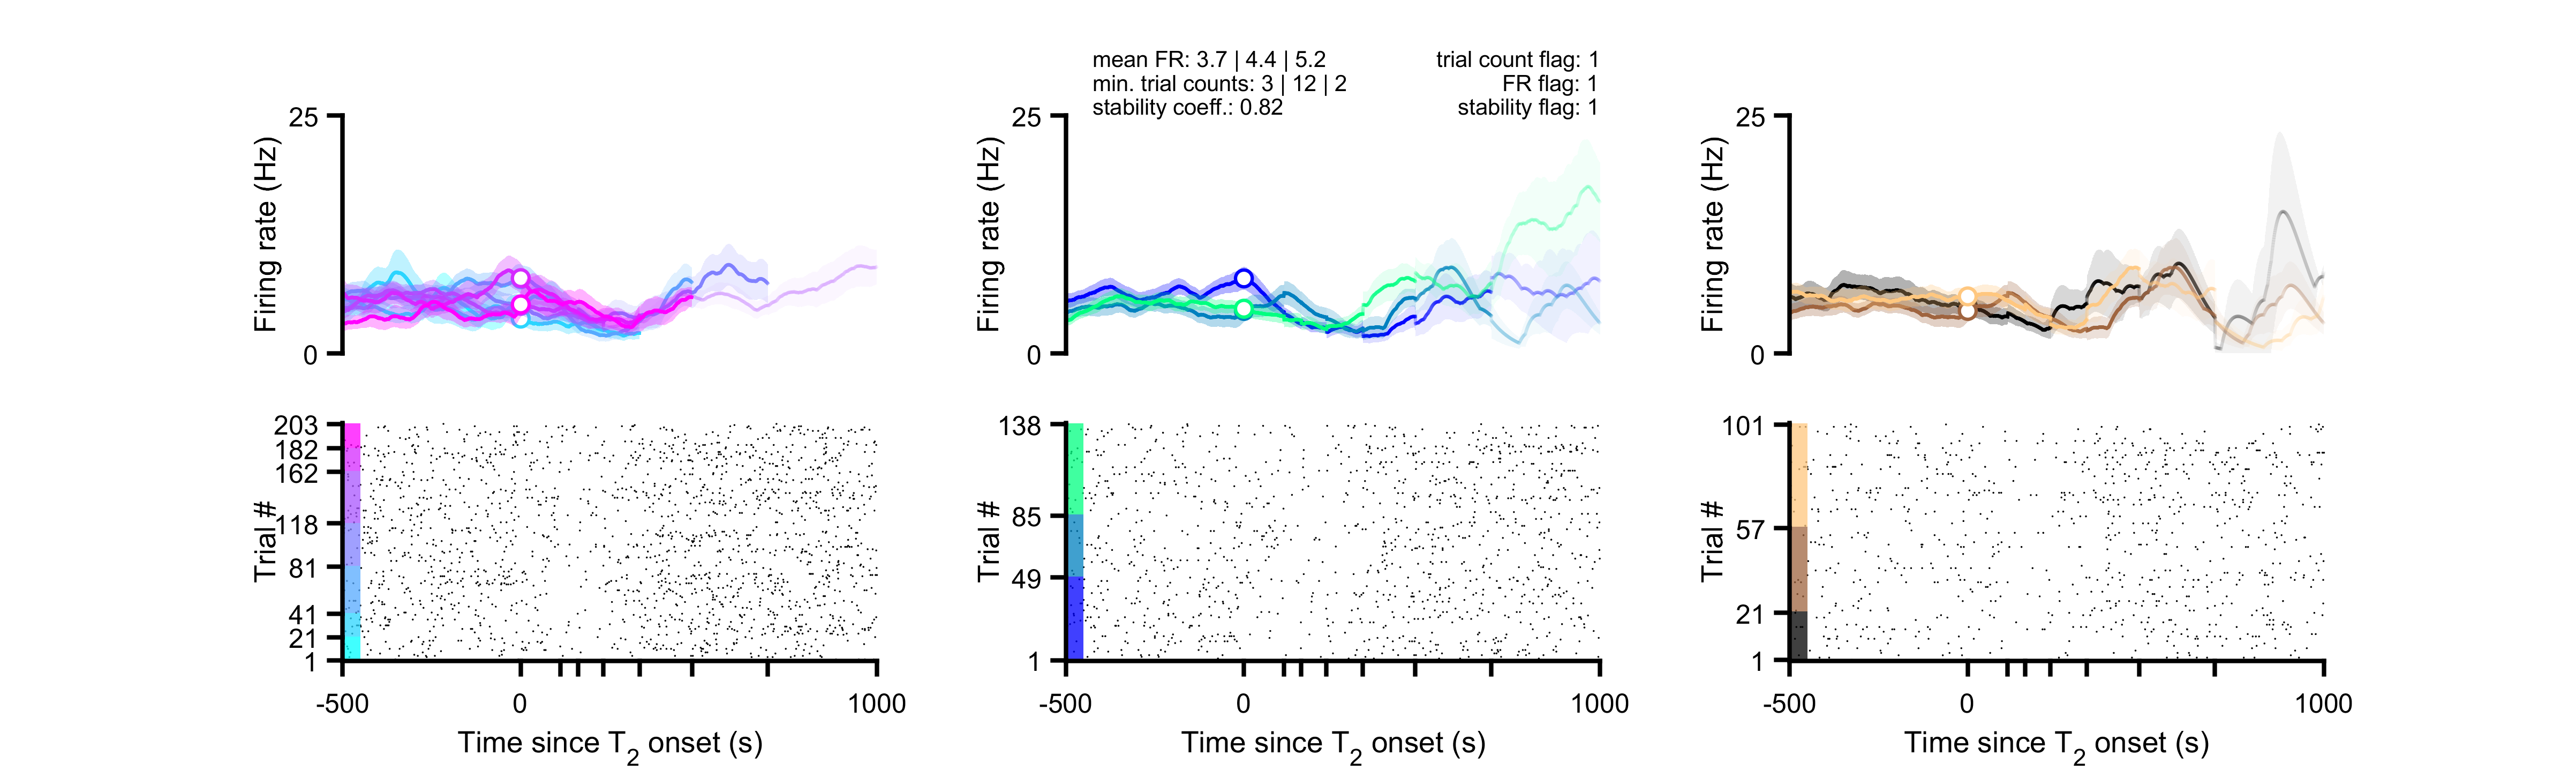 mean FR: 3.7 | 4.4 | 5.2
min. trial counts: 3 | 12 | 2
stability coeff.: 0.82
trial count flag: 1
FR flag: 1
stability flag: 1
25
0
Firing rate (Hz)
25
0
Firing rate (Hz)
25
0
Firing rate (Hz)
203
182
162
118
81
41
21
1
Trial #
-500
0
1000
Time since T2 onset (s)
138
85
49
1
Trial #
-500
0
1000
Time since T2 onset (s)
101
57
21
1
Trial #
-500
0
1000
Time since T2 onset (s)